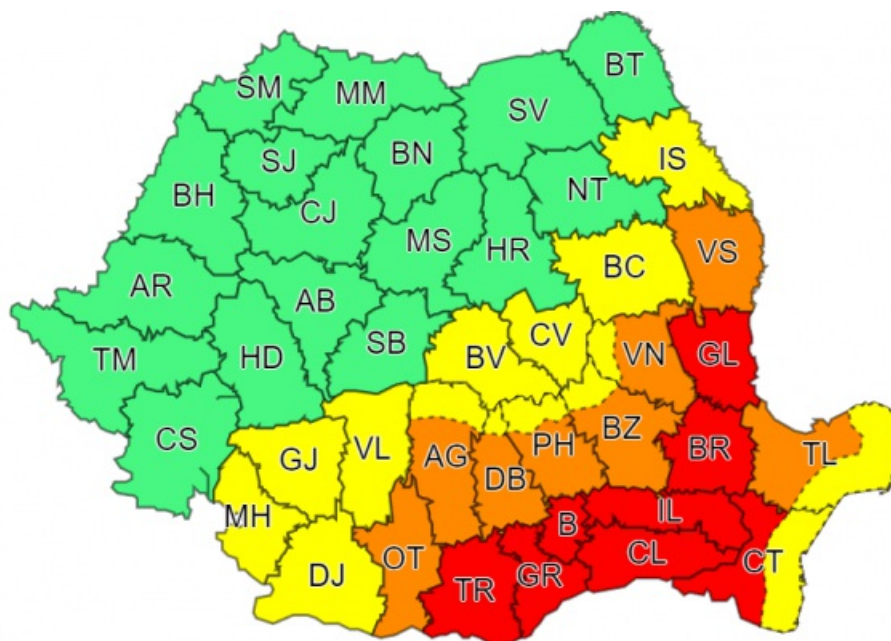 BT
SM
MM
SV
SJ
BN
IS
BH
NT
CJ
MS
HR
VS
BC
AR
AB
CV
SB
VN
TM
HD
BV
GL
CS
VL
BZ
GJ
AG
PH
BR
TL
DB
MH
IL
B
OT
CL
CT
DJ
TR
GR